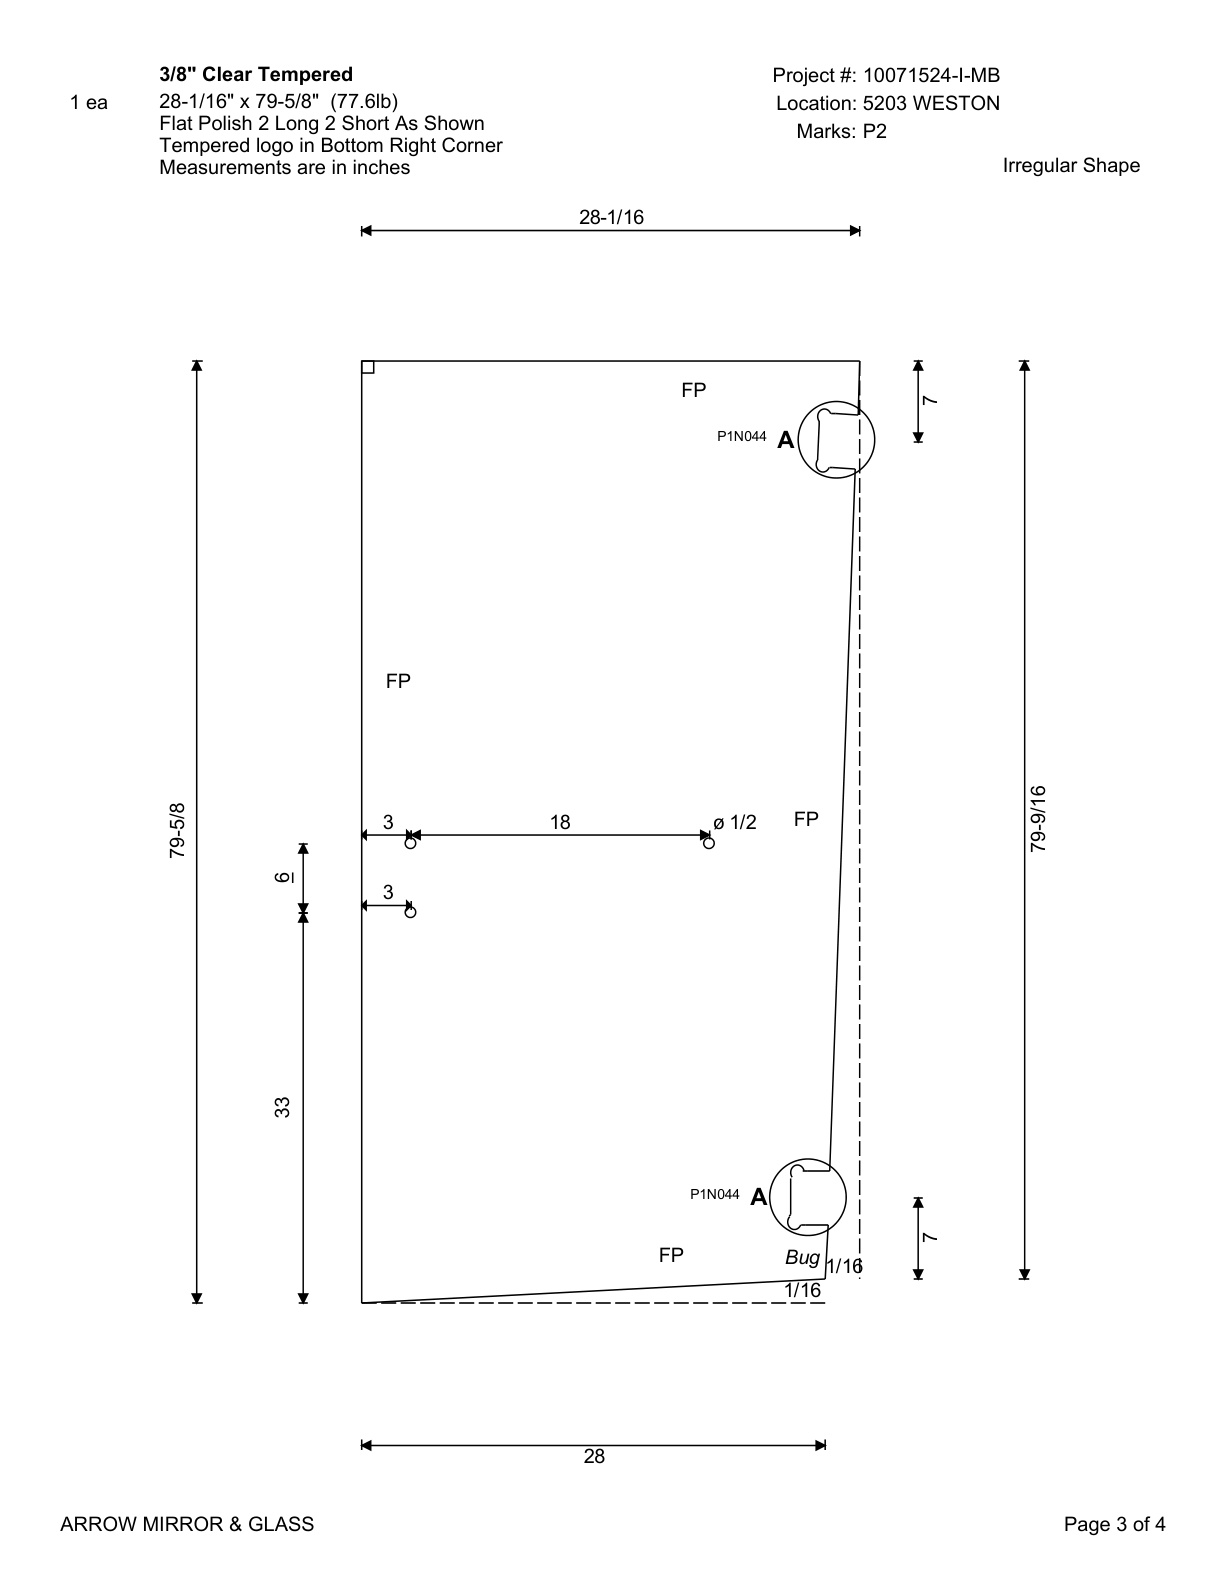 3/8" Clear Tempered
1 ea
28-1/16" x 79-5/8"  (77.6lb)
Flat Polish 2 Long 2 Short As Shown
Tempered logo in Bottom Right Corner
Measurements are in inches
Project #: 10071524-I-MB
Location: 5203 WESTON
Marks: P2
Irregular Shape
28-1/16
FP
7
P1N044 A
FP
79-5/8
79-9/16
3
18
ø 1/2
FP
6
3
33
P1N044 A
7
FP
Bug
1/16
1/16
28
ARROW MIRROR & GLASS
Page 3 of 4